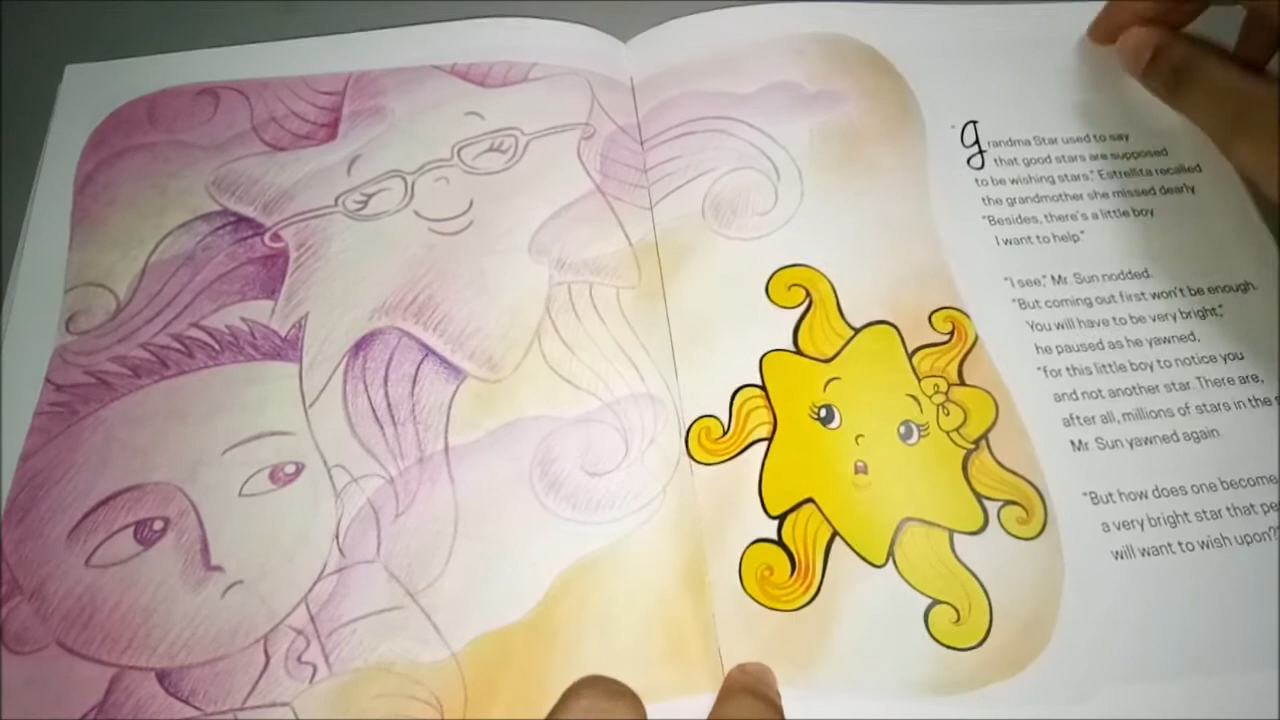 "grandma Star used to say
that good stars are supposed
to be wishing stars," Estrellita recalled
the grandmother she missed dearly.
"Besides, there's a little boy
I want to help."
"I see," Mr. Sun nodded.
"But coming out first won't be enough.
You will have to be very bright,"
he paused as he yawned,
"for this little boy to notice you
and not another star. There are,
after all, millions of stars in the
Mr. Sun yawned again.
"But how does one become
a very bright star that
will want to wish upon?